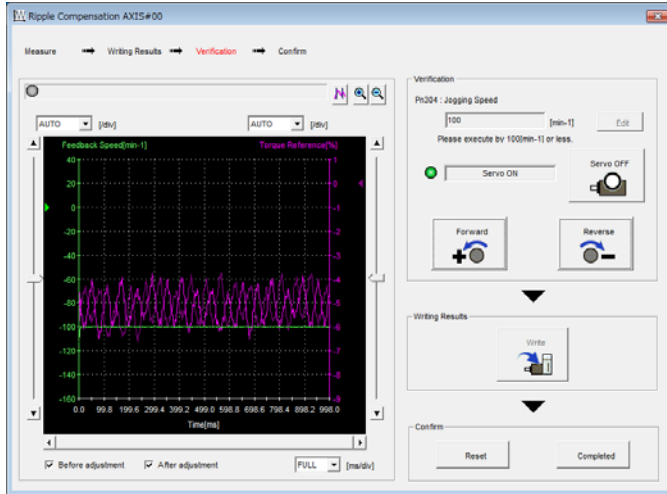 Ripple Compensation AXIS#00
Measure Writing Results Verification Confirm
AUTO [/div] AUTO [/div]
Feedback Speed[min-1] Torque Reference[%]
40 1
20 0
0 -1
-20 -2
-40 -3
-60 -4
-80 -5
-100 -6
-120 -7
-140 -8
-160 -9
0.0 99.8 199.6 299.4 399.2 499.0 598.8 698.6 798.4 898.2 998.0
Time[ms]
Before adjustment After adjustment FULL [ms/div]
Verification
Pn304 : Jogging Speed
100 [min-1] Edit
Please execute by 100[min-1] or less.
Servo ON Servo OFF
Forward Reverse
Writing Results
Write
Confirm
Reset Completed